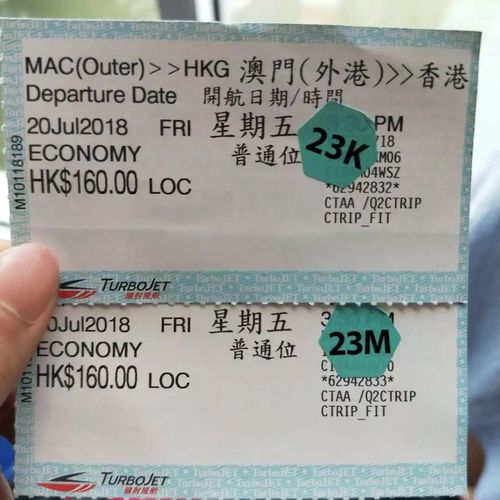 MAC(Outer)>>HKG 澳門(外港)>>香港
Departure Date 開航日期/時間
20Jul2018 FRI 星期五 PM
ECONOMY 普通位
HK$160.00 LOC
23K
*62942832*
CTAA /Q2CTRIP
CTRIP_FIT
M10118189
TURBOJET
噴射飛航
0Jul2018 FRI 星期五
ECONOMY 普通位
HK$160.00 LOC
23M
*62942833*
CTAA /Q2CTRIP
CTRIP_FIT
TURBOJET
噴射飛航